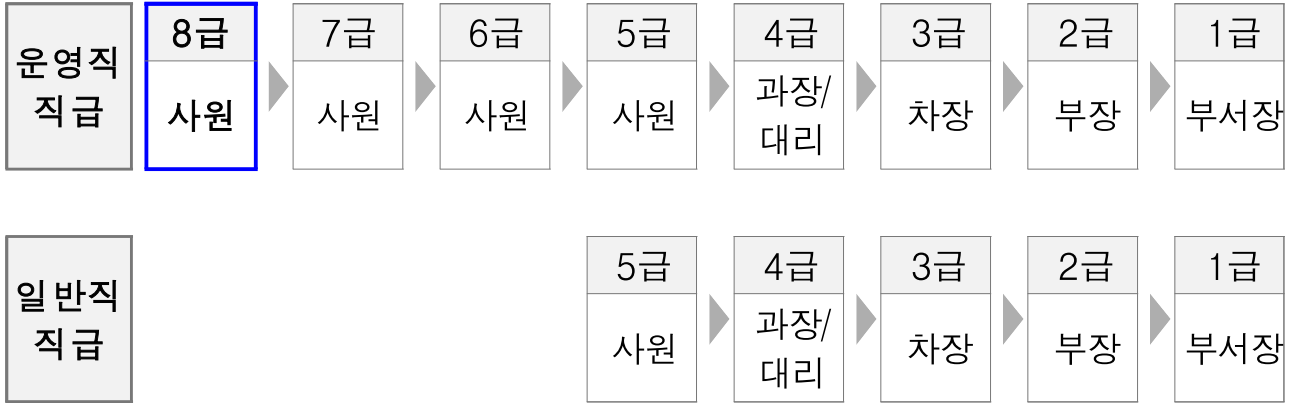 운영직
직급
8급
사원
7급
사원
6급
사원
5급
사원
4급
과장/
대리
3급
차장
2급
부장
1급
부서장
일반직
직급
5급
사원
4급
과장/
대리
3급
차장
2급
부장
1급
부서장